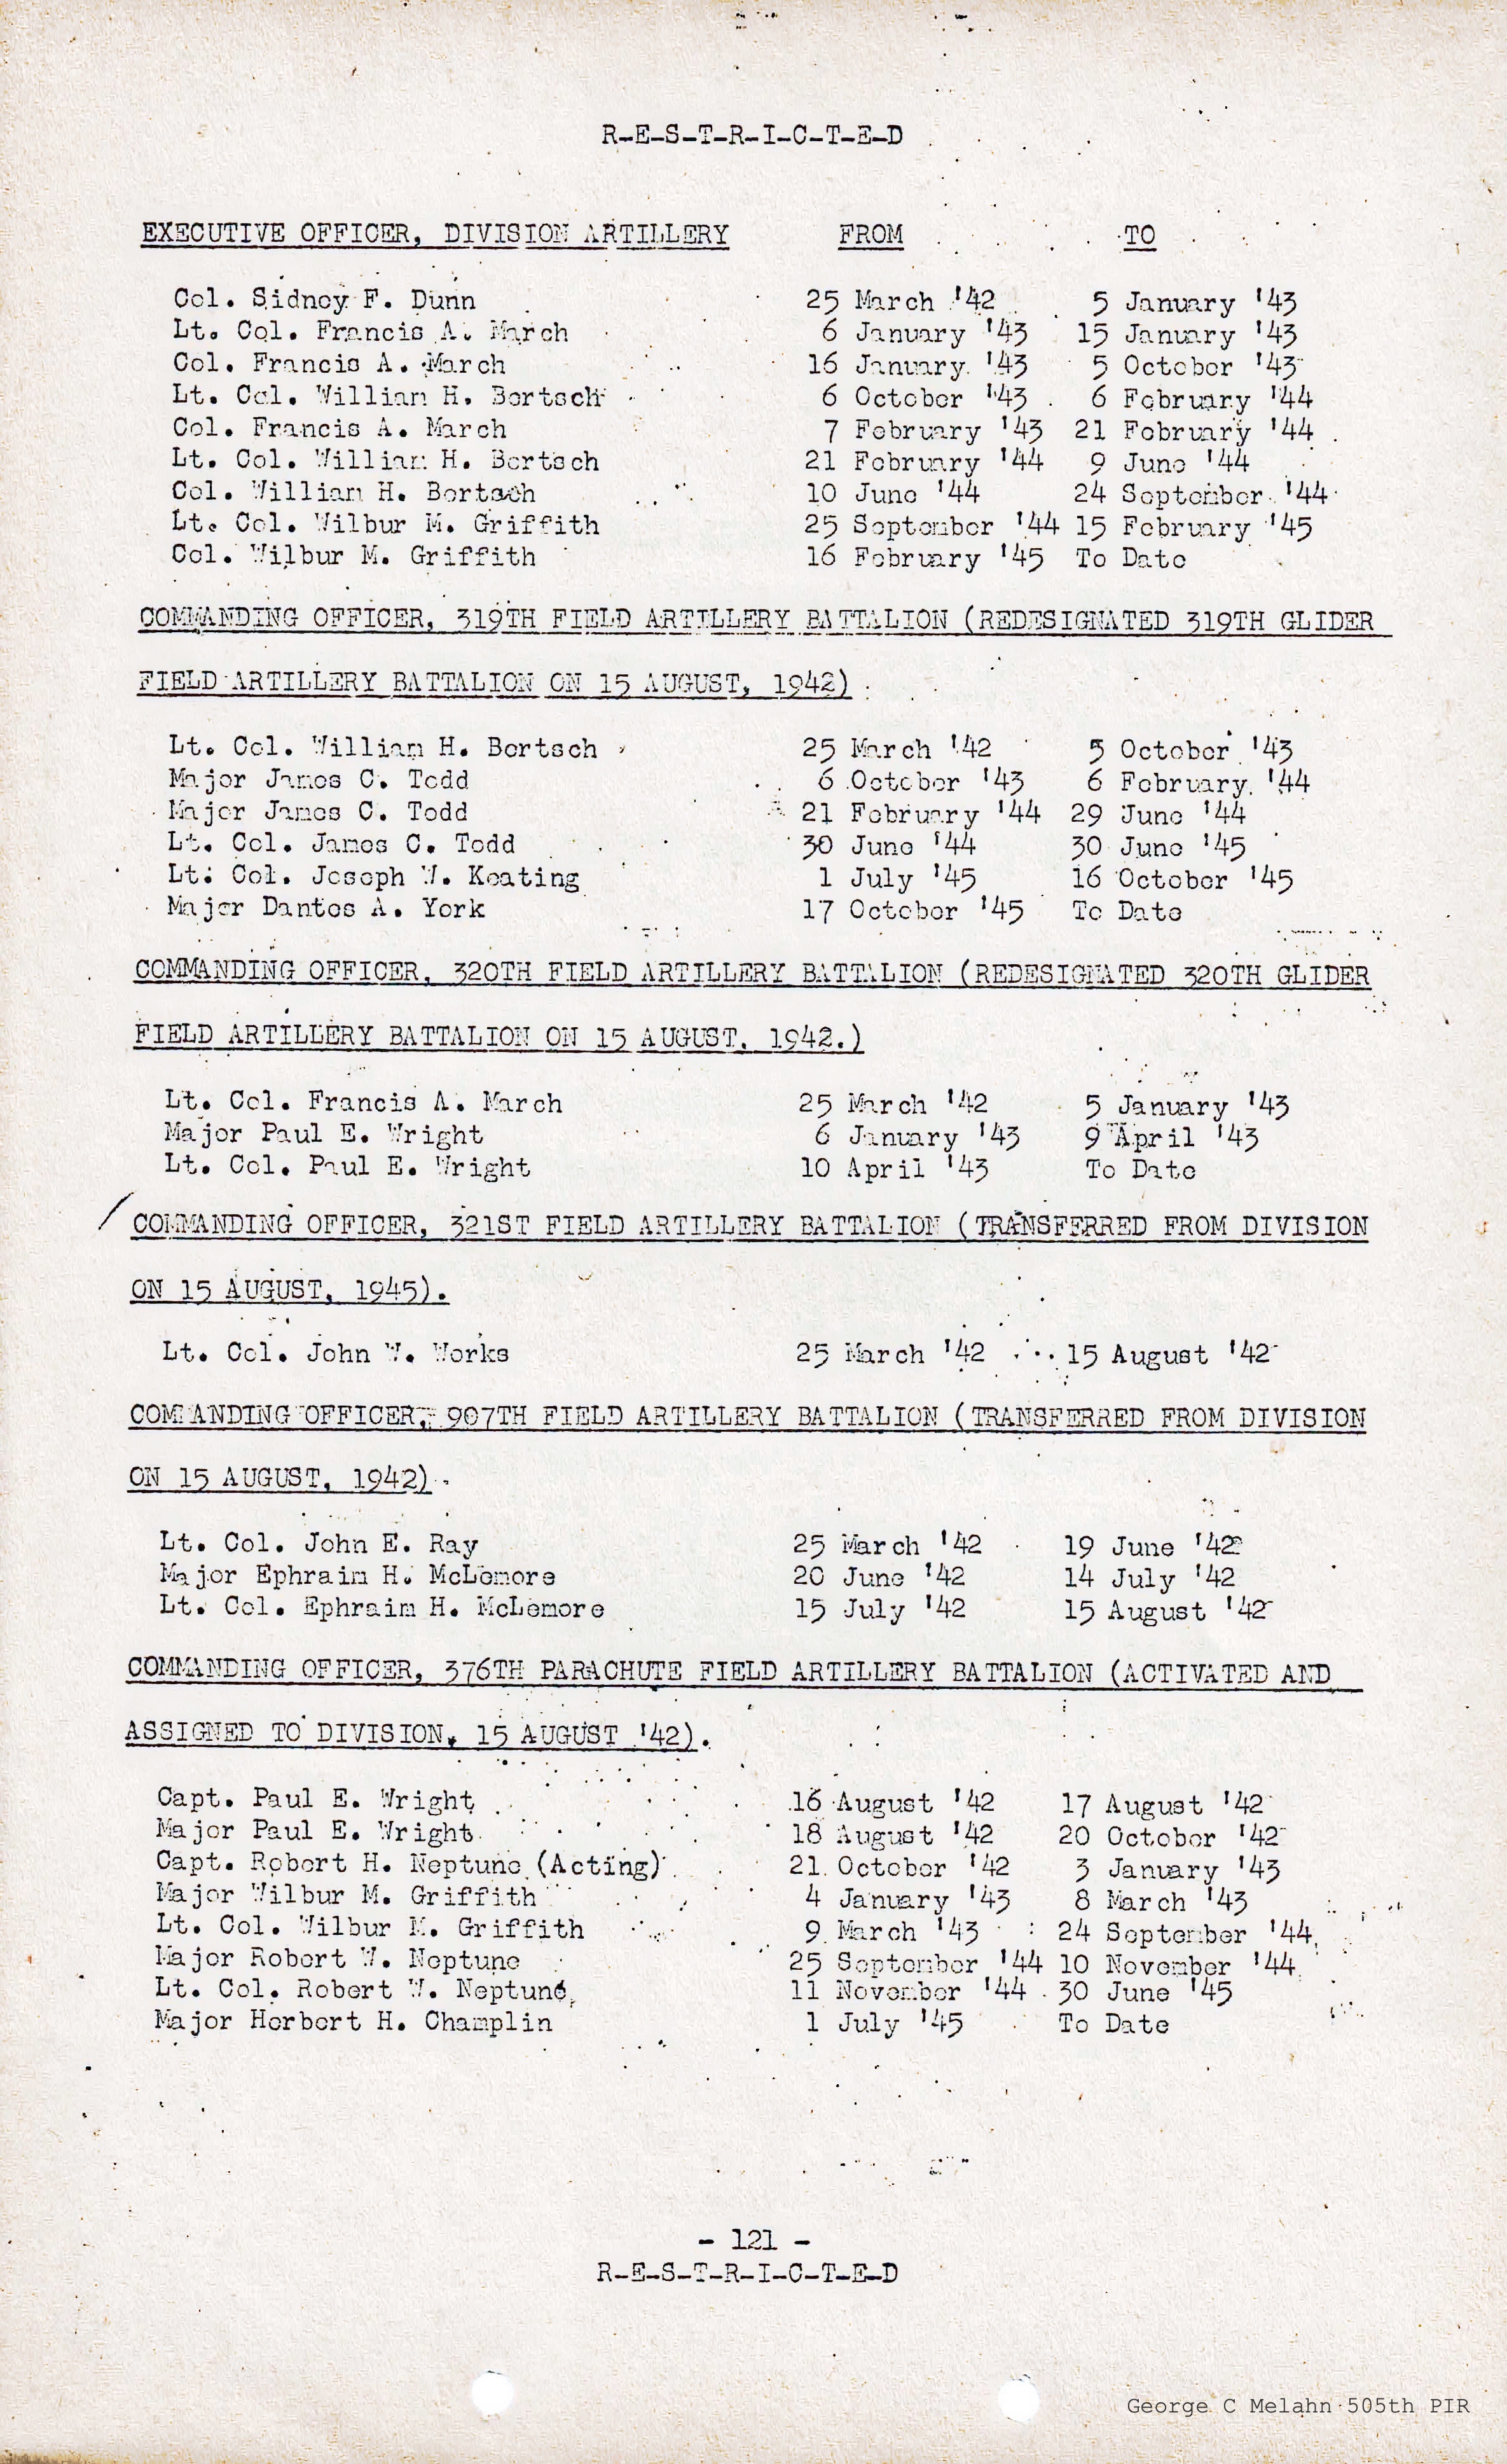 R-E-S-T-R-I-C-T-E-D
EXECUTIVE OFFICER, DIVISION ARTILLERY FROM TO
Col. Sidney F. Dunn 25 March '42 5 January '43
Lt. Col. Francis A. March 6 January '43 15 January '43
Col. Francis A. March 16 January '43 5 October '43
Lt. Col. William H. Bertsch 6 October '43 6 February '44
Col. Francis A. March 7 February '43 21 February '44
Lt. Col. William H. Bertsch 21 February '44 9 June '44
Col. William H. Bertsch 10 June '44 24 September '44
Lt. Col. Wilbur M. Griffith 25 September '44 15 February '45
Col. Wilbur M. Griffith 16 February '45 To Date
COMMANDING OFFICER, 319TH FIELD ARTILLERY BATTALION (REDESIGNATED 319TH GLIDER
FIELD ARTILLERY BATTALION ON 15 AUGUST, 1942)
Lt. Col. William H. Bertsch 25 March '42 5 October '43
Major James C. Todd 6 October '43 6 February '44
Major James C. Todd 21 February '44 29 June '44
Lt. Col. James C. Todd 30 June '44 30 June '45
Lt. Col. Joseph W. Keating 1 July '45 16 October '45
Major Dantes A. York 17 October '45 To Date
COMMANDING OFFICER, 320TH FIELD ARTILLERY BATTALION (REDESIGNATED 320TH GLIDER
FIELD ARTILLERY BATTALION ON 15 AUGUST, 1942.)
Lt. Col. Francis A. March 25 March '42 5 January '43
Major Paul E. Wright 6 January '43 9 April '43
Lt. Col. Paul E. Wright 10 April '43 To Date
COMMANDING OFFICER, 321ST FIELD ARTILLERY BATTALION (TRANSFERRED FROM DIVISION
ON 15 AUGUST, 1945).
Lt. Col. John W. Works 25 March '42 15 August '42
COMMANDING OFFICER, 907TH FIELD ARTILLERY BATTALION (TRANSFERRED FROM DIVISION
ON 15 AUGUST, 1942).
Lt. Col. John E. Ray 25 March '42 19 June '42
Major Ephraim H. McLemore 20 June '42 14 July '42
Lt. Col. Ephraim H. McLemore 15 July '42 15 August '42
COMMANDING OFFICER, 376TH PARACHUTE FIELD ARTILLERY BATTALION (ACTIVATED AND
ASSIGNED TO DIVISION, 15 AUGUST '42).
Capt. Paul E. Wright 16 August '42 17 August '42
Major Paul E. Wright 18 August '42 20 October '42
Capt. Robert H. Neptune (Acting) 21 October '42 3 January '43
Major Wilbur M. Griffith 4 January '43 8 March '43
Lt. Col. Wilbur M. Griffith 9 March '43 24 September '44
Major Robert W. Neptune 25 September '44 10 November '44
Lt. Col. Robert W. Neptune 11 November '44 30 June '45
Major Herbert H. Champlin 1 July '45 To Date
- 121 -
R-E-S-T-R-I-C-T-E-D
George C Melahn 505th PIR